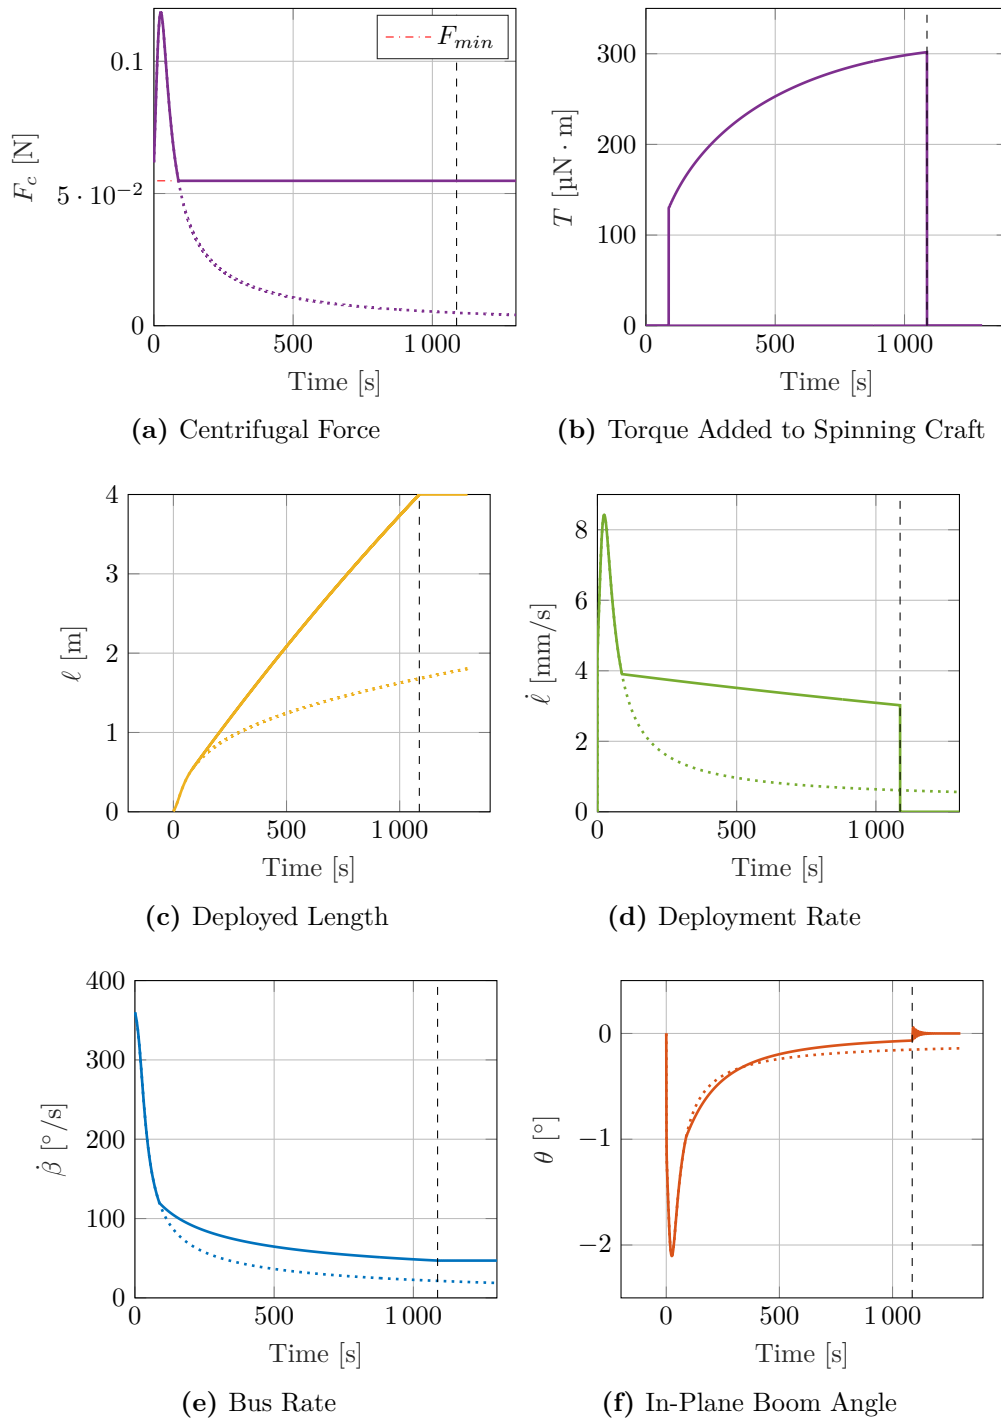 F_c [N]
0.1
5 · 10⁻²
0
F_min
0 500 1 000
Time [s]
(a) Centrifugal Force
T [µN · m]
300
200
100
0
0 500 1 000
Time [s]
(b) Torque Added to Spinning Craft
ℓ [m]
4
3
2
1
0
0 500 1 000
Time [s]
(c) Deployed Length
ℓ̇ [mm/s]
8
6
4
2
0
0 500 1 000
Time [s]
(d) Deployment Rate
β̇ [°/s]
400
300
200
100
0
0 500 1 000
Time [s]
(e) Bus Rate
θ [°]
0
−1
−2
0 500 1 000
Time [s]
(f) In-Plane Boom Angle